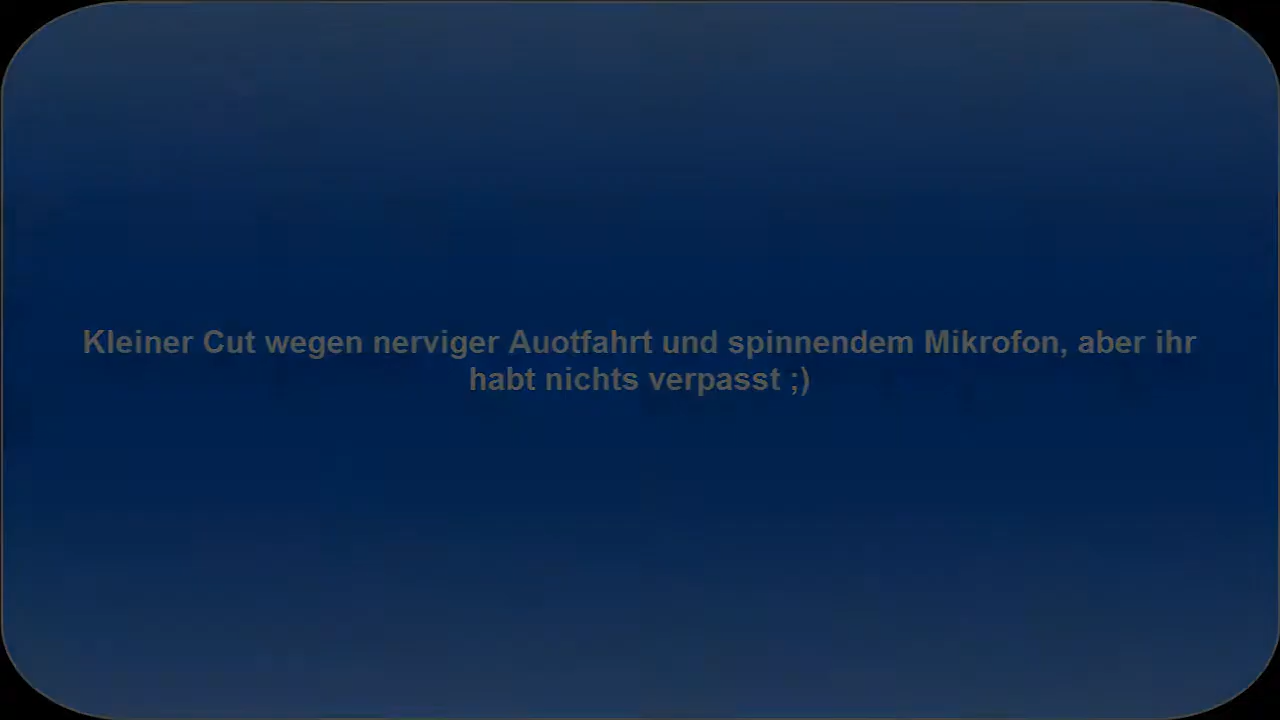 Kleiner Cut wegen nerviger Auotfahrt und spinnendem Mikrofon, aber ihr
habt nichts verpasst ;)